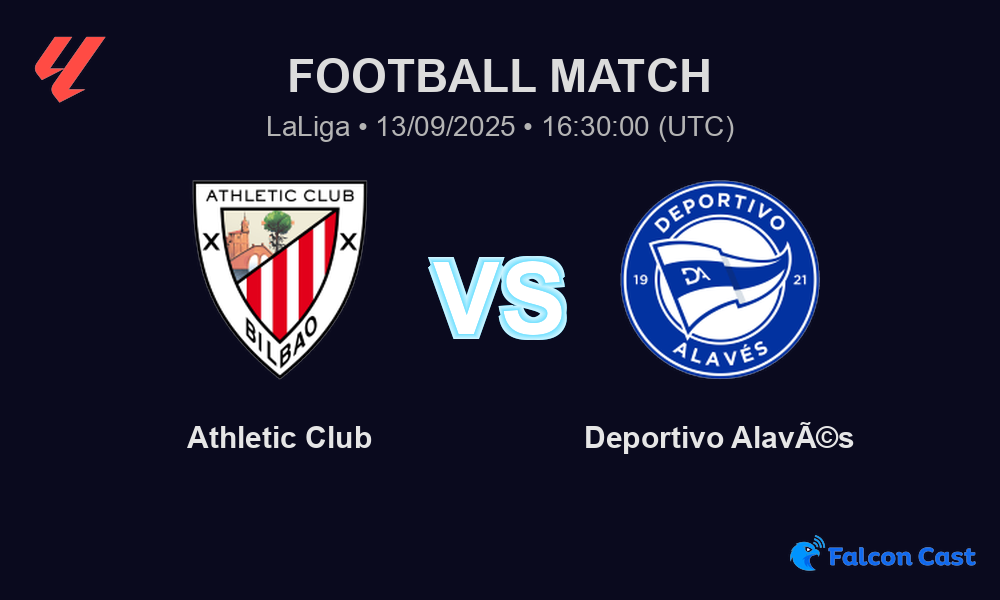 FOOTBALL MATCH
LaLiga • 13/09/2025 • 16:30:00 (UTC)
ATHLETIC CLUB
X X
BILBAO
VS
DEPORTIVO
19 DA 21
ALAVÉS
Athletic Club
Deportivo AlavÃ©s
Falcon Cast